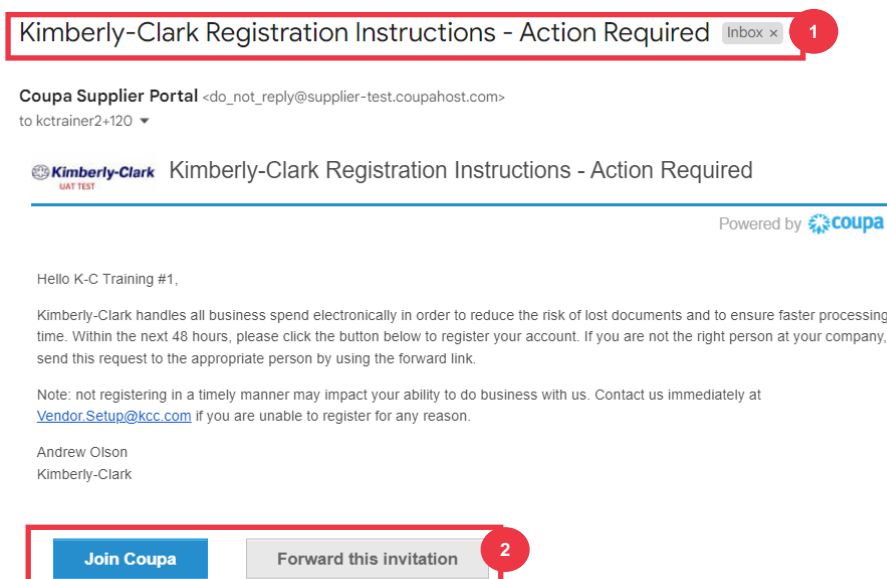 Kimberly-Clark Registration Instructions - Action Required Inbox × 1
Coupa Supplier Portal <do_not_reply@supplier-test.coupahost.com>
to kctrainer2+120
Kimberly-Clark Kimberly-Clark Registration Instructions - Action Required
UAT TEST
Powered by coupa
Hello K-C Training #1,
Kimberly-Clark handles all business spend electronically in order to reduce the risk of lost documents and to ensure faster processing
time. Within the next 48 hours, please click the button below to register your account. If you are not the right person at your company,
send this request to the appropriate person by using the forward link.
Note: not registering in a timely manner may impact your ability to do business with us. Contact us immediately at
Vendor.Setup@kcc.com if you are unable to register for any reason.
Andrew Olson
Kimberly-Clark
Join Coupa Forward this invitation 2